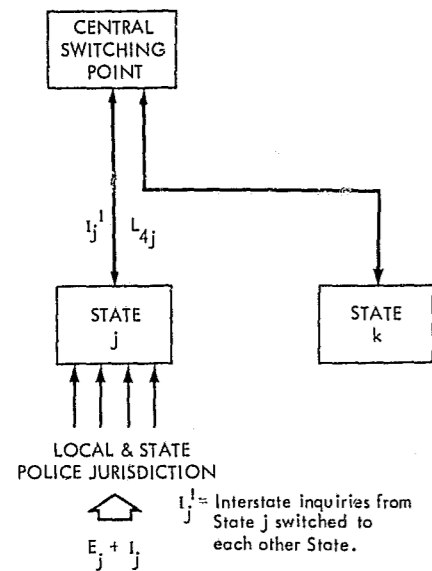 CENTRAL
SWITCHING
POINT
I_j^1 L_4j
STATE
j
STATE
k
LOCAL & STATE
POLICE JURISDICTION
E_j + I_j
I_j^1 = Interstate inquiries from
State j switched to
each other State.